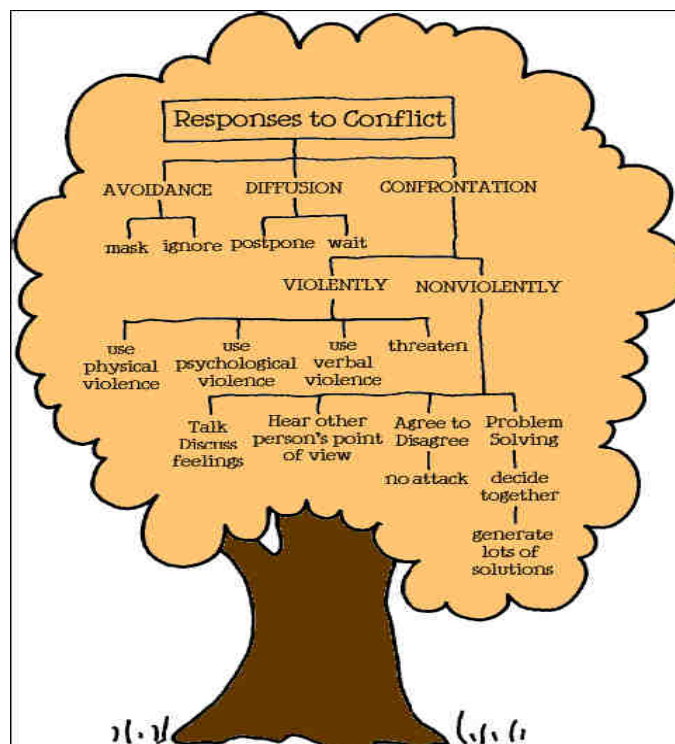 Responses to Conflict
AVOIDANCE DIFFUSION CONFRONTATION
mask ignore postpone wait
VIOLENTLY NONVIOLENTLY
use physical violence
use psychological violence
use verbal violence
threaten
Talk
Discuss
feelings
Hear other
person's point
of view
Agree to
Disagree
no attack
Problem
Solving
decide
together
generate
lots of
solutions